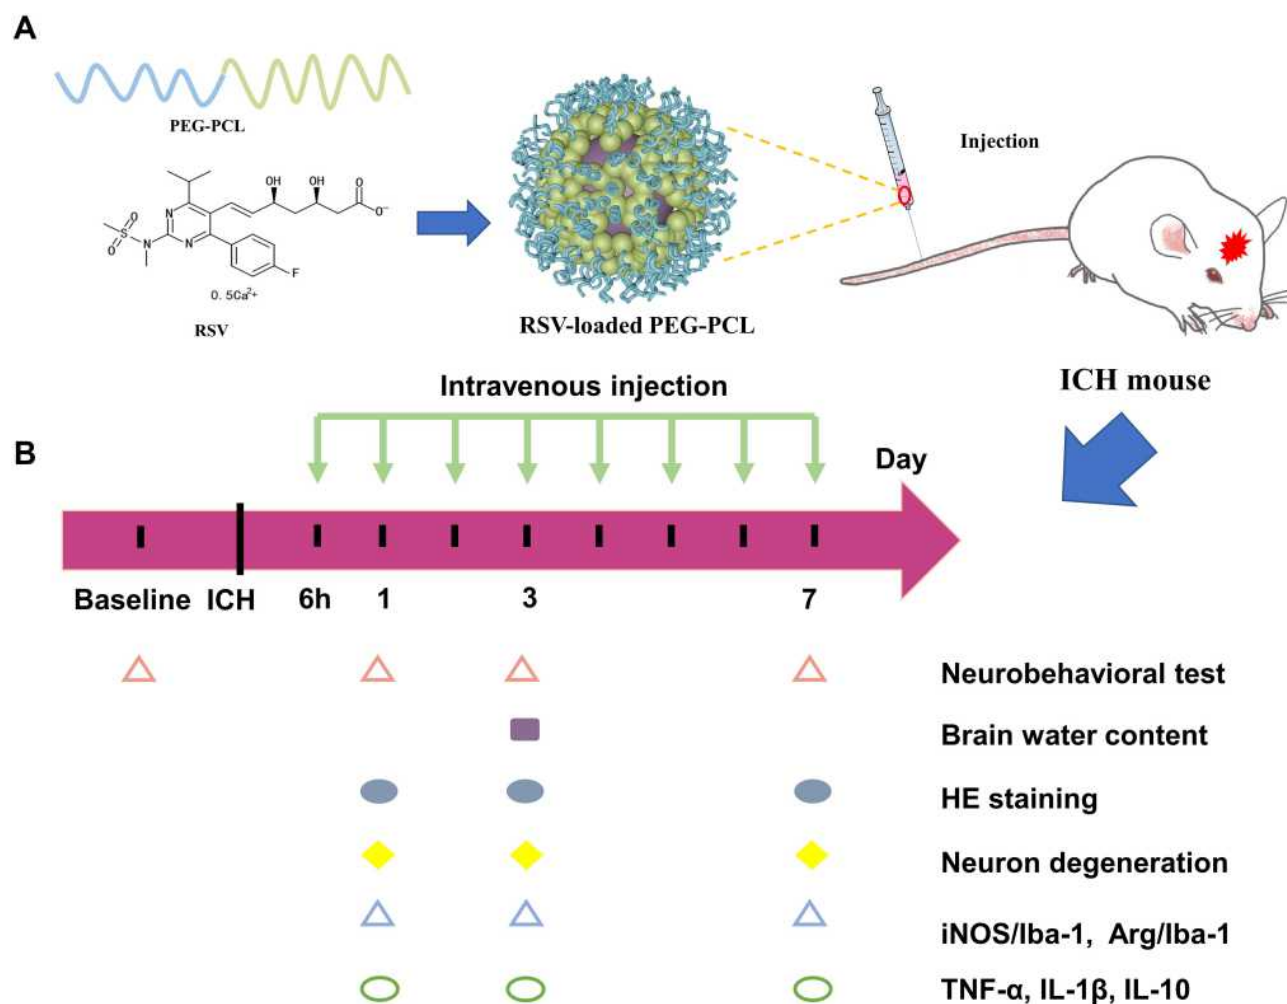 A
PEG-PCL
OH OH O
O⁻
S N N N
O O
F
0.5Ca²⁺
RSV
RSV-loaded PEG-PCL
Injection
ICH mouse
Intravenous injection
B
Day
Baseline ICH 6h 1 3 7
Neurobehavioral test
Brain water content
HE staining
Neuron degeneration
iNOS/Iba-1, Arg/Iba-1
TNF-α, IL-1β, IL-10